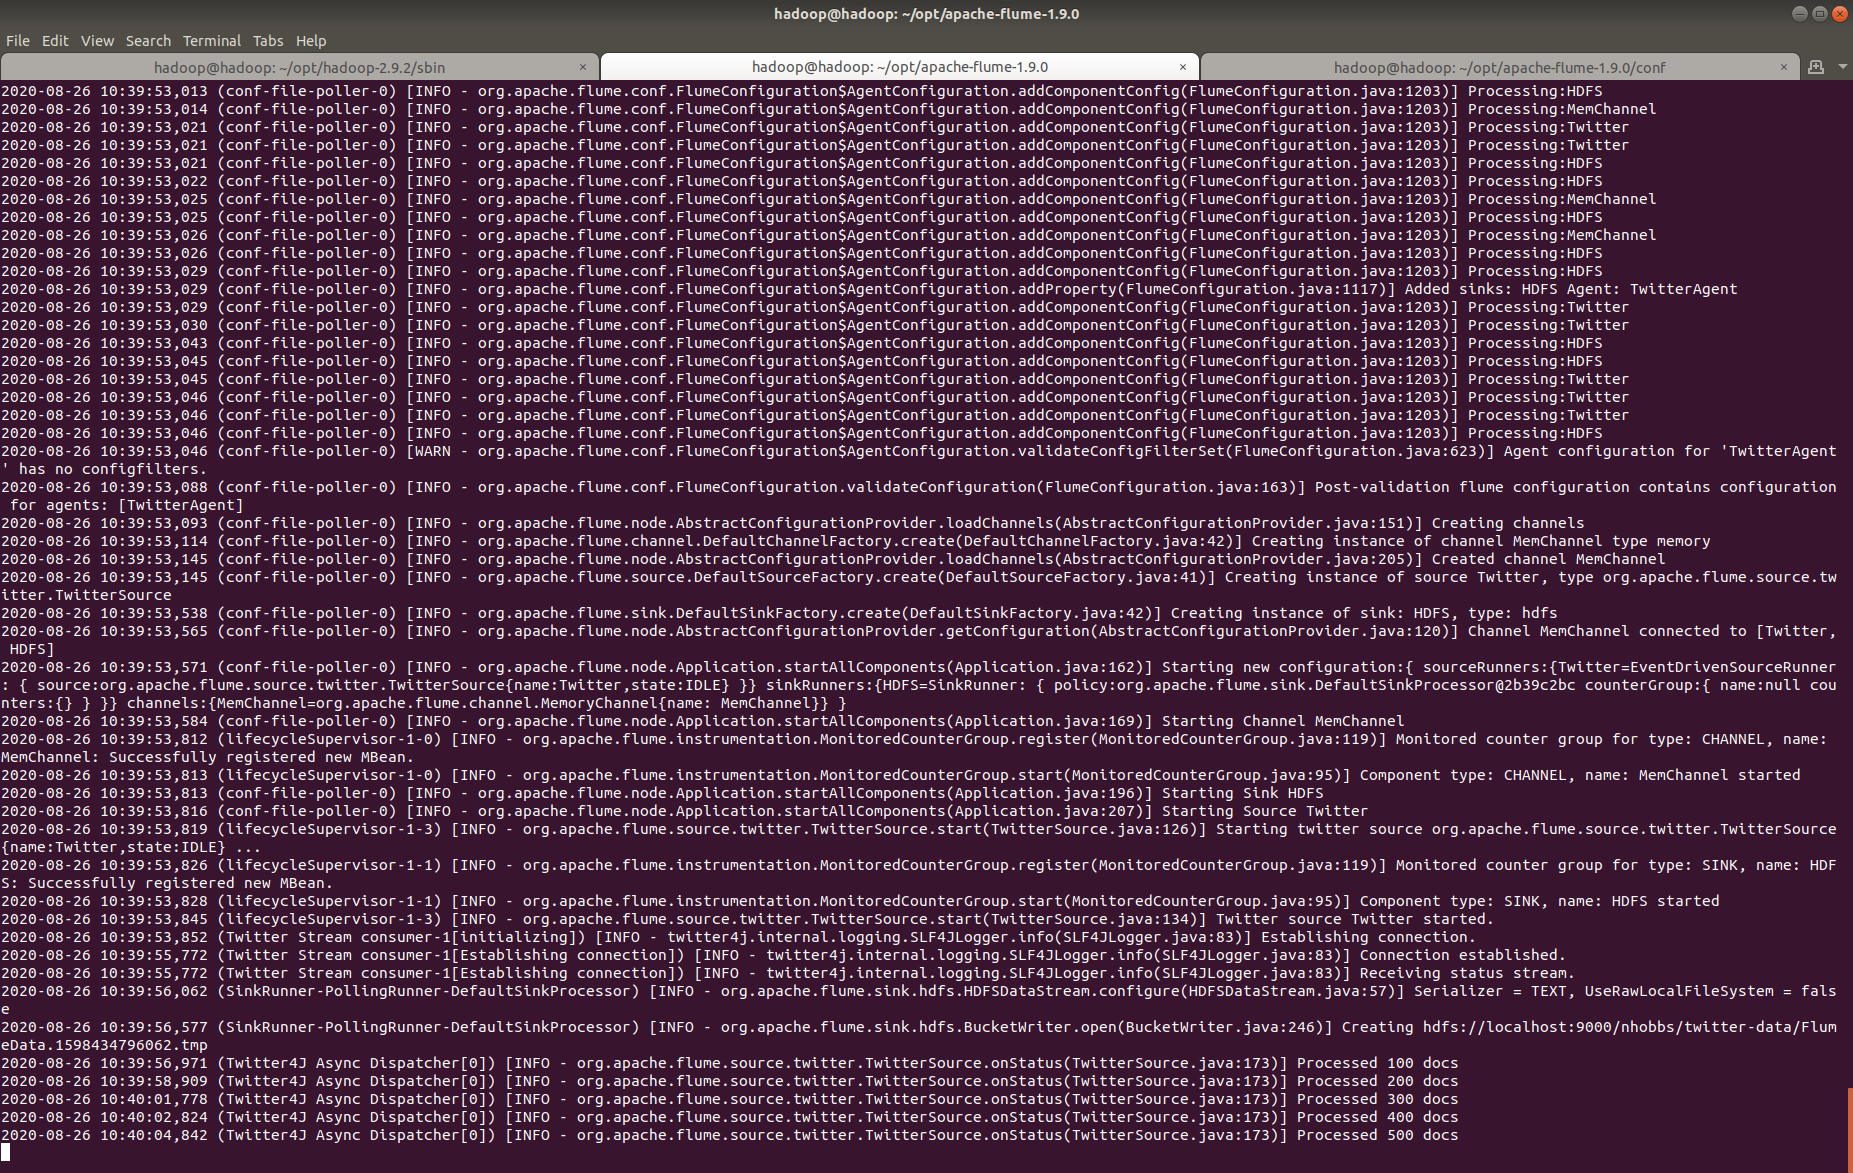 hadoop@hadoop: ~/opt/apache-flume-1.9.0
File Edit View Search Terminal Tabs Help
hadoop@hadoop: ~/opt/hadoop-2.9.2/sbin × hadoop@hadoop: ~/opt/apache-flume-1.9.0 × hadoop@hadoop: ~/opt/apache-flume-1.9.0/conf ×
2020-08-26 10:39:53,013 (conf-file-poller-0) [INFO - org.apache.flume.conf.FlumeConfiguration$AgentConfiguration.addComponentConfig(FlumeConfiguration.java:1203)] Processing:HDFS
2020-08-26 10:39:53,014 (conf-file-poller-0) [INFO - org.apache.flume.conf.FlumeConfiguration$AgentConfiguration.addComponentConfig(FlumeConfiguration.java:1203)] Processing:MemChannel
2020-08-26 10:39:53,021 (conf-file-poller-0) [INFO - org.apache.flume.conf.FlumeConfiguration$AgentConfiguration.addComponentConfig(FlumeConfiguration.java:1203)] Processing:Twitter
2020-08-26 10:39:53,021 (conf-file-poller-0) [INFO - org.apache.flume.conf.FlumeConfiguration$AgentConfiguration.addComponentConfig(FlumeConfiguration.java:1203)] Processing:Twitter
2020-08-26 10:39:53,021 (conf-file-poller-0) [INFO - org.apache.flume.conf.FlumeConfiguration$AgentConfiguration.addComponentConfig(FlumeConfiguration.java:1203)] Processing:HDFS
2020-08-26 10:39:53,022 (conf-file-poller-0) [INFO - org.apache.flume.conf.FlumeConfiguration$AgentConfiguration.addComponentConfig(FlumeConfiguration.java:1203)] Processing:HDFS
2020-08-26 10:39:53,025 (conf-file-poller-0) [INFO - org.apache.flume.conf.FlumeConfiguration$AgentConfiguration.addComponentConfig(FlumeConfiguration.java:1203)] Processing:MemChannel
2020-08-26 10:39:53,025 (conf-file-poller-0) [INFO - org.apache.flume.conf.FlumeConfiguration$AgentConfiguration.addComponentConfig(FlumeConfiguration.java:1203)] Processing:HDFS
2020-08-26 10:39:53,026 (conf-file-poller-0) [INFO - org.apache.flume.conf.FlumeConfiguration$AgentConfiguration.addComponentConfig(FlumeConfiguration.java:1203)] Processing:MemChannel
2020-08-26 10:39:53,026 (conf-file-poller-0) [INFO - org.apache.flume.conf.FlumeConfiguration$AgentConfiguration.addComponentConfig(FlumeConfiguration.java:1203)] Processing:HDFS
2020-08-26 10:39:53,029 (conf-file-poller-0) [INFO - org.apache.flume.conf.FlumeConfiguration$AgentConfiguration.addComponentConfig(FlumeConfiguration.java:1203)] Processing:HDFS
2020-08-26 10:39:53,029 (conf-file-poller-0) [INFO - org.apache.flume.conf.FlumeConfiguration$AgentConfiguration.addProperty(FlumeConfiguration.java:1117)] Added sinks: HDFS Agent: TwitterAgent
2020-08-26 10:39:53,029 (conf-file-poller-0) [INFO - org.apache.flume.conf.FlumeConfiguration$AgentConfiguration.addComponentConfig(FlumeConfiguration.java:1203)] Processing:Twitter
2020-08-26 10:39:53,030 (conf-file-poller-0) [INFO - org.apache.flume.conf.FlumeConfiguration$AgentConfiguration.addComponentConfig(FlumeConfiguration.java:1203)] Processing:Twitter
2020-08-26 10:39:53,043 (conf-file-poller-0) [INFO - org.apache.flume.conf.FlumeConfiguration$AgentConfiguration.addComponentConfig(FlumeConfiguration.java:1203)] Processing:HDFS
2020-08-26 10:39:53,045 (conf-file-poller-0) [INFO - org.apache.flume.conf.FlumeConfiguration$AgentConfiguration.addComponentConfig(FlumeConfiguration.java:1203)] Processing:HDFS
2020-08-26 10:39:53,045 (conf-file-poller-0) [INFO - org.apache.flume.conf.FlumeConfiguration$AgentConfiguration.addComponentConfig(FlumeConfiguration.java:1203)] Processing:Twitter
2020-08-26 10:39:53,046 (conf-file-poller-0) [INFO - org.apache.flume.conf.FlumeConfiguration$AgentConfiguration.addComponentConfig(FlumeConfiguration.java:1203)] Processing:Twitter
2020-08-26 10:39:53,046 (conf-file-poller-0) [INFO - org.apache.flume.conf.FlumeConfiguration$AgentConfiguration.addComponentConfig(FlumeConfiguration.java:1203)] Processing:Twitter
2020-08-26 10:39:53,046 (conf-file-poller-0) [INFO - org.apache.flume.conf.FlumeConfiguration$AgentConfiguration.addComponentConfig(FlumeConfiguration.java:1203)] Processing:HDFS
2020-08-26 10:39:53,046 (conf-file-poller-0) [WARN - org.apache.flume.conf.FlumeConfiguration$AgentConfiguration.validateConfigFilterSet(FlumeConfiguration.java:623)] Agent configuration for 'TwitterAgent
' has no configfilters.
2020-08-26 10:39:53,088 (conf-file-poller-0) [INFO - org.apache.flume.conf.FlumeConfiguration.validateConfiguration(FlumeConfiguration.java:163)] Post-validation flume configuration contains configuration
 for agents: [TwitterAgent]
2020-08-26 10:39:53,093 (conf-file-poller-0) [INFO - org.apache.flume.node.AbstractConfigurationProvider.loadChannels(AbstractConfigurationProvider.java:151)] Creating channels
2020-08-26 10:39:53,114 (conf-file-poller-0) [INFO - org.apache.flume.channel.DefaultChannelFactory.create(DefaultChannelFactory.java:42)] Creating instance of channel MemChannel type memory
2020-08-26 10:39:53,145 (conf-file-poller-0) [INFO - org.apache.flume.node.AbstractConfigurationProvider.loadChannels(AbstractConfigurationProvider.java:205)] Created channel MemChannel
2020-08-26 10:39:53,145 (conf-file-poller-0) [INFO - org.apache.flume.source.DefaultSourceFactory.create(DefaultSourceFactory.java:41)] Creating instance of source Twitter, type org.apache.flume.source.tw
itter.TwitterSource
2020-08-26 10:39:53,538 (conf-file-poller-0) [INFO - org.apache.flume.sink.DefaultSinkFactory.create(DefaultSinkFactory.java:42)] Creating instance of sink: HDFS, type: hdfs
2020-08-26 10:39:53,565 (conf-file-poller-0) [INFO - org.apache.flume.node.AbstractConfigurationProvider.getConfiguration(AbstractConfigurationProvider.java:120)] Channel MemChannel connected to [Twitter,
 HDFS]
2020-08-26 10:39:53,571 (conf-file-poller-0) [INFO - org.apache.flume.node.Application.startAllComponents(Application.java:162)] Starting new configuration:{ sourceRunners:{Twitter=EventDrivenSourceRunner
: { source:org.apache.flume.source.twitter.TwitterSource{name:Twitter,state:IDLE} }} sinkRunners:{HDFS=SinkRunner: { policy:org.apache.flume.sink.DefaultSinkProcessor@2b39c2bc counterGroup:{ name:null cou
nters:{} } }} channels:{MemChannel=org.apache.flume.channel.MemoryChannel{name: MemChannel}} }
2020-08-26 10:39:53,584 (conf-file-poller-0) [INFO - org.apache.flume.node.Application.startAllComponents(Application.java:169)] Starting Channel MemChannel
2020-08-26 10:39:53,812 (lifecycleSupervisor-1-0) [INFO - org.apache.flume.instrumentation.MonitoredCounterGroup.register(MonitoredCounterGroup.java:119)] Monitored counter group for type: CHANNEL, name:
MemChannel: Successfully registered new MBean.
2020-08-26 10:39:53,813 (lifecycleSupervisor-1-0) [INFO - org.apache.flume.instrumentation.MonitoredCounterGroup.start(MonitoredCounterGroup.java:95)] Component type: CHANNEL, name: MemChannel started
2020-08-26 10:39:53,813 (conf-file-poller-0) [INFO - org.apache.flume.node.Application.startAllComponents(Application.java:196)] Starting Sink HDFS
2020-08-26 10:39:53,816 (conf-file-poller-0) [INFO - org.apache.flume.node.Application.startAllComponents(Application.java:207)] Starting Source Twitter
2020-08-26 10:39:53,819 (lifecycleSupervisor-1-3) [INFO - org.apache.flume.source.twitter.TwitterSource.start(TwitterSource.java:126)] Starting twitter source org.apache.flume.source.twitter.TwitterSource
{name:Twitter,state:IDLE} ...
2020-08-26 10:39:53,826 (lifecycleSupervisor-1-1) [INFO - org.apache.flume.instrumentation.MonitoredCounterGroup.register(MonitoredCounterGroup.java:119)] Monitored counter group for type: SINK, name: HDF
S: Successfully registered new MBean.
2020-08-26 10:39:53,828 (lifecycleSupervisor-1-1) [INFO - org.apache.flume.instrumentation.MonitoredCounterGroup.start(MonitoredCounterGroup.java:95)] Component type: SINK, name: HDFS started
2020-08-26 10:39:53,845 (lifecycleSupervisor-1-3) [INFO - org.apache.flume.source.twitter.TwitterSource.start(TwitterSource.java:134)] Twitter source Twitter started.
2020-08-26 10:39:53,852 (Twitter Stream consumer-1[initializing]) [INFO - twitter4j.internal.logging.SLF4JLogger.info(SLF4JLogger.java:83)] Establishing connection.
2020-08-26 10:39:55,772 (Twitter Stream consumer-1[Establishing connection]) [INFO - twitter4j.internal.logging.SLF4JLogger.info(SLF4JLogger.java:83)] Connection established.
2020-08-26 10:39:55,772 (Twitter Stream consumer-1[Establishing connection]) [INFO - twitter4j.internal.logging.SLF4JLogger.info(SLF4JLogger.java:83)] Receiving status stream.
2020-08-26 10:39:56,062 (SinkRunner-PollingRunner-DefaultSinkProcessor) [INFO - org.apache.flume.sink.hdfs.HDFSDataStream.configure(HDFSDataStream.java:57)] Serializer = TEXT, UseRawLocalFileSystem = fals
e
2020-08-26 10:39:56,577 (SinkRunner-PollingRunner-DefaultSinkProcessor) [INFO - org.apache.flume.sink.hdfs.BucketWriter.open(BucketWriter.java:246)] Creating hdfs://localhost:9000/nhobbs/twitter-data/Flum
eData.1598434796062.tmp
2020-08-26 10:39:56,971 (Twitter4J Async Dispatcher[0]) [INFO - org.apache.flume.source.twitter.TwitterSource.onStatus(TwitterSource.java:173)] Processed 100 docs
2020-08-26 10:39:58,909 (Twitter4J Async Dispatcher[0]) [INFO - org.apache.flume.source.twitter.TwitterSource.onStatus(TwitterSource.java:173)] Processed 200 docs
2020-08-26 10:40:01,778 (Twitter4J Async Dispatcher[0]) [INFO - org.apache.flume.source.twitter.TwitterSource.onStatus(TwitterSource.java:173)] Processed 300 docs
2020-08-26 10:40:02,824 (Twitter4J Async Dispatcher[0]) [INFO - org.apache.flume.source.twitter.TwitterSource.onStatus(TwitterSource.java:173)] Processed 400 docs
2020-08-26 10:40:04,842 (Twitter4J Async Dispatcher[0]) [INFO - org.apache.flume.source.twitter.TwitterSource.onStatus(TwitterSource.java:173)] Processed 500 docs